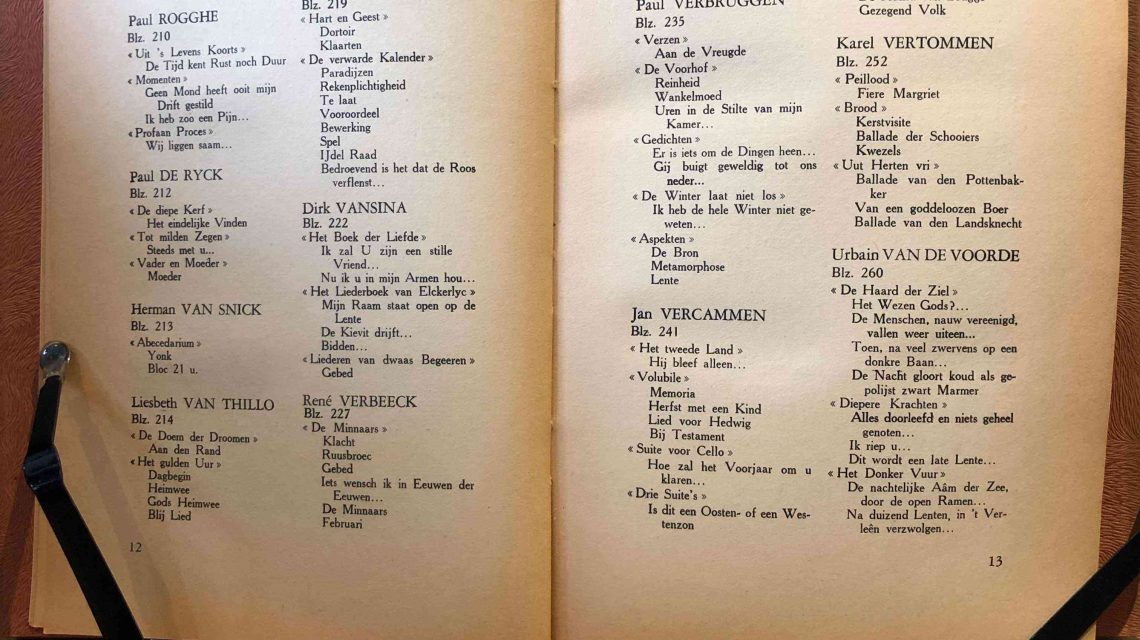 Paul ROGGHE
Blz. 210
« Uit 's Levens Koorts »
De Tijd kent Rust noch Duur
« Momenten »
Geen Mond heeft ooit mijn
Drift gestild
Ik heb zoo een Pijn...
« Profaan Proces »
Wij liggen saam...
Paul DE RYCK
Blz. 212
« De diepe Kerf »
Het eindelijke Vinden
« Tot milden Zegen »
Steeds met u...
« Vader en Moeder »
Moeder
Herman VAN SNICK
Blz. 213
« Abecedarium »
Yonk
Bloc 21 u.
Liesbeth VAN THILLO
Blz. 214
« De Doem der Droomen »
Aan den Rand
« Het gulden Uur »
Dagbegin
Heimwee
Gods Heimwee
Blij Lied
12
Blz. 219
« Hart en Geest »
Dortoir
Klaarten
« De verwarde Kalender »
Paradijzen
Rekenplichtigheid
Te laat
Vooroordeel
Bewerking
Spel
IJdel Raad
Bedroevend is het dat de Roos
verflenst...
Dirk VANSINA
Blz. 222
« Het Boek der Liefde »
Ik zal U zijn een stille
Vriend...
Nu ik u in mijn Armen hou...
« Het Liederboek van Elckerlyc »
Mijn Raam staat open op de
Lente
De Kievit drijft...
Bidden...
« Liederen van dwaas Begeeren »
Gebed
René VERBEECK
Blz. 227
« De Minnaars »
Klacht
Ruusbroec
Gebed
Iets wensch ik in Eeuwen der
Eeuwen...
De Minnaars
Februari
Paul VERBRUGGEN
Blz. 235
« Verzen »
Aan de Vreugde
« De Voorhof »
Reinheid
Wankelmoed
Uren in de Stilte van mijn
Kamer...
« Gedichten »
Er is iets om de Dingen heen...
Gij buigt geweldig tot ons
neder...
« De Winter laat niet los »
Ik heb de hele Winter niet ge-
weten...
« Aspekten »
De Bron
Metamorphose
Lente
Jan VERCAMMEN
Blz. 241
« Het tweede Land »
Hij bleef alleen...
« Volubile »
Memoria
Herfst met een Kind
Lied voor Hedwig
Bij Testament
« Suite voor Cello »
Hoe zal het Voorjaar om u
klaren...
« Drie Suite's »
Is dit een Oosten- of een Wes-
tenzon
Gezegend Volk
Karel VERTOMMEN
Blz. 252
« Peillood »
Fiere Margriet
« Brood »
Kerstvisite
Ballade der Schooiers
Kwezels
« Uut Herten vri »
Ballade van den Pottenbak-
ker
Van een goddeloozen Boer
Ballade van den Landsknecht
Urbain VAN DE VOORDE
Blz. 260
« De Haard der Ziel »
Het Wezen Gods?...
De Menschen, nauw vereenigd,
vallen weer uiteen...
Toen, na veel zwervens op een
donkre Baan...
De Nacht gloort koud als ge-
polijst zwart Marmer
« Diepere Krachten »
Alles doorleefd en niets geheel
genoten...
Ik riep u...
Dit wordt een late Lente...
« Het Donker Vuur »
De nachtelijke Aâm der Zee,
door de open Ramen...
Na duizend Lenten, in 't Ver-
leên verzwolgen...
13